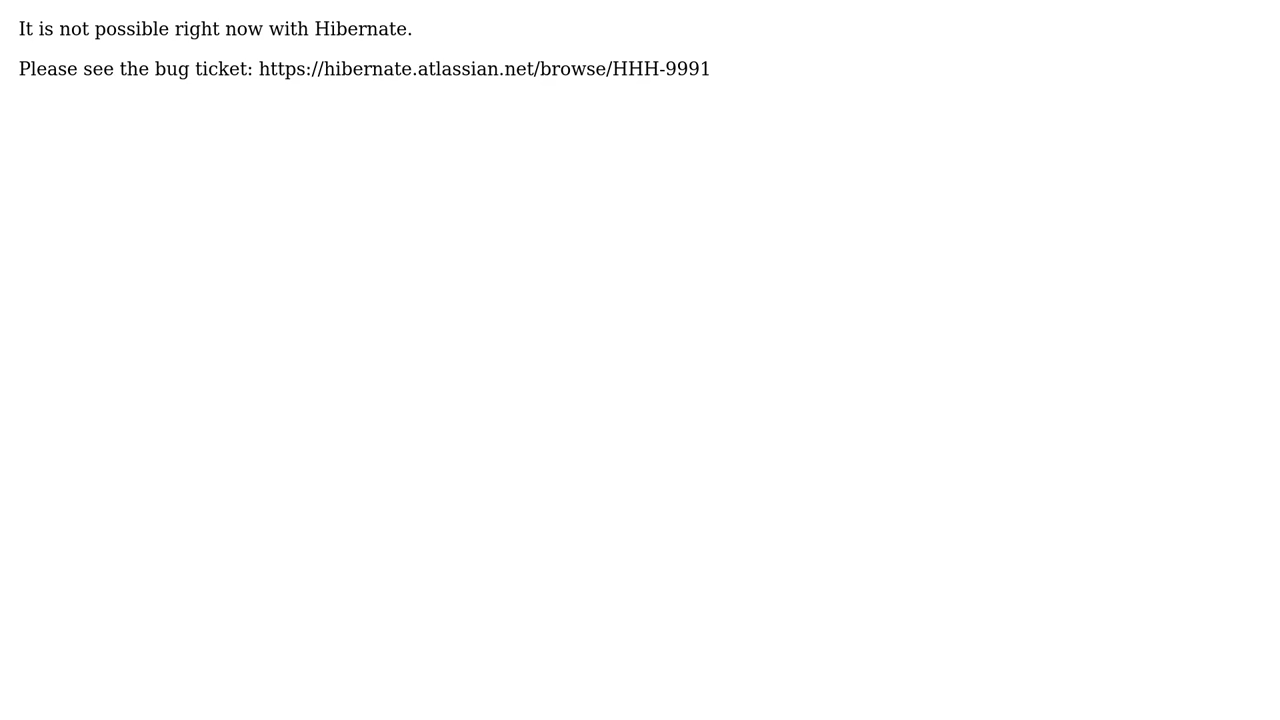 It is not possible right now with Hibernate.
Please see the bug ticket: https://hibernate.atlassian.net/browse/HHH-9991